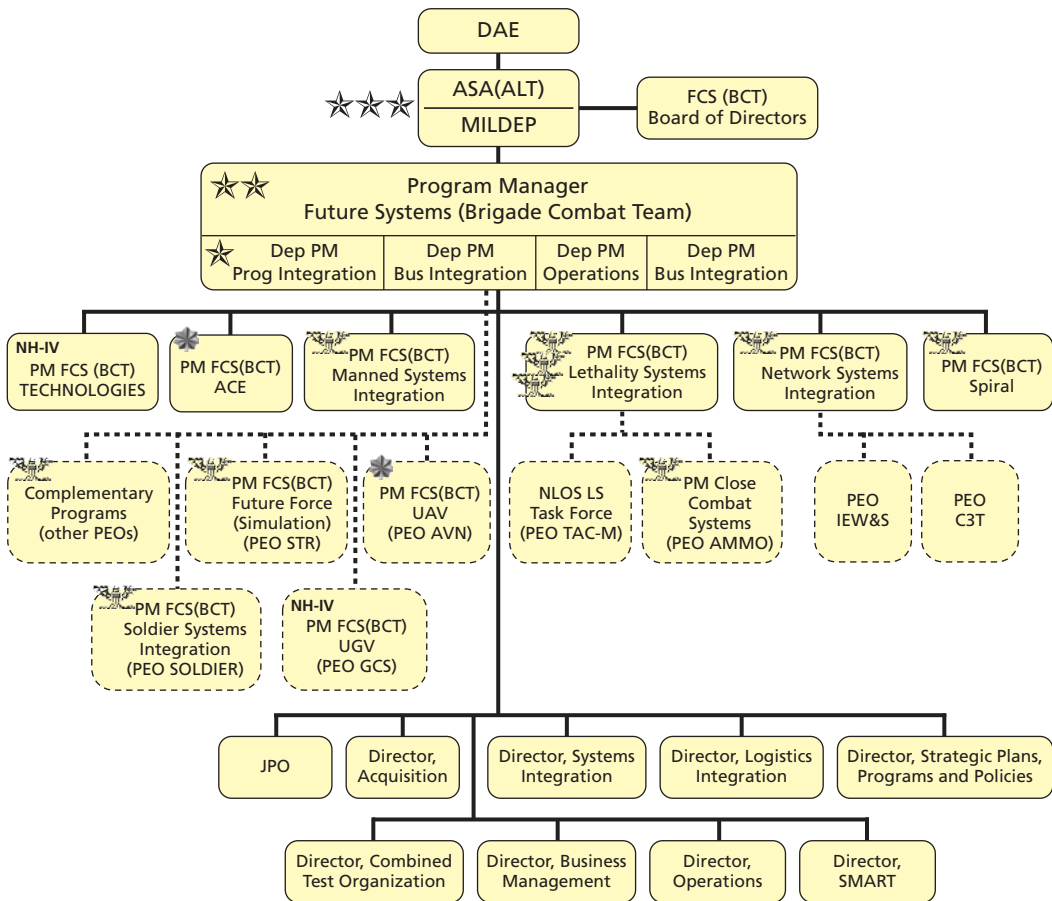 DAE
ASA(ALT)
MILDEP
FCS (BCT)
Board of Directors
Program Manager
Future Systems (Brigade Combat Team)
Dep PM
Prog Integration
Dep PM
Bus Integration
Dep PM
Operations
Dep PM
Bus Integration
NH-IV
PM FCS (BCT)
TECHNOLOGIES
PM FCS(BCT)
ACE
PM FCS(BCT)
Manned Systems
Integration
PM FCS(BCT)
Lethality Systems
Integration
PM FCS(BCT)
Network Systems
Integration
PM FCS(BCT)
Spiral
Complementary
Programs
(other PEOs)
PM FCS(BCT)
Future Force
(Simulation)
(PEO STR)
PM FCS(BCT)
UAV
(PEO AVN)
NLOS LS
Task Force
(PEO TAC-M)
PM Close
Combat
Systems
(PEO AMMO)
PEO
IEW&S
PEO
C3T
PM FCS(BCT)
Soldier Systems
Integration
(PEO SOLDIER)
NH-IV
PM FCS(BCT)
UGV
(PEO GCS)
JPO
Director,
Acquisition
Director, Systems
Integration
Director, Logistics
Integration
Director, Strategic Plans,
Programs and Policies
Director, Combined
Test Organization
Director, Business
Management
Director,
Operations
Director,
SMART